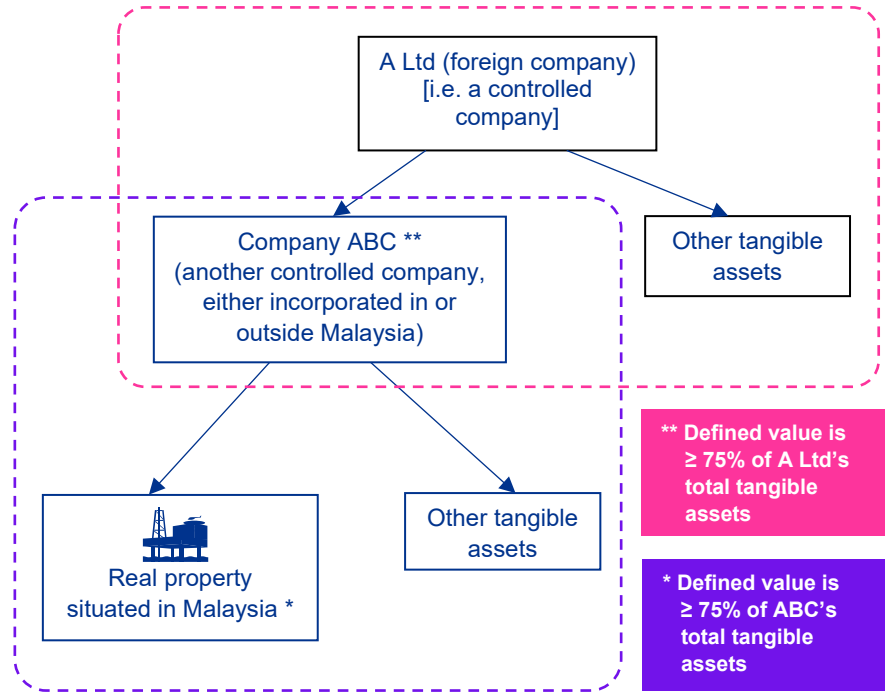 A Ltd (foreign company)
[i.e. a controlled
company]
Company ABC **
(another controlled company,
either incorporated in or
outside Malaysia)
Other tangible
assets
Real property
situated in Malaysia *
Other tangible
assets
** Defined value is
≥ 75% of A Ltd's
total tangible
assets
* Defined value is
≥ 75% of ABC's
total tangible
assets